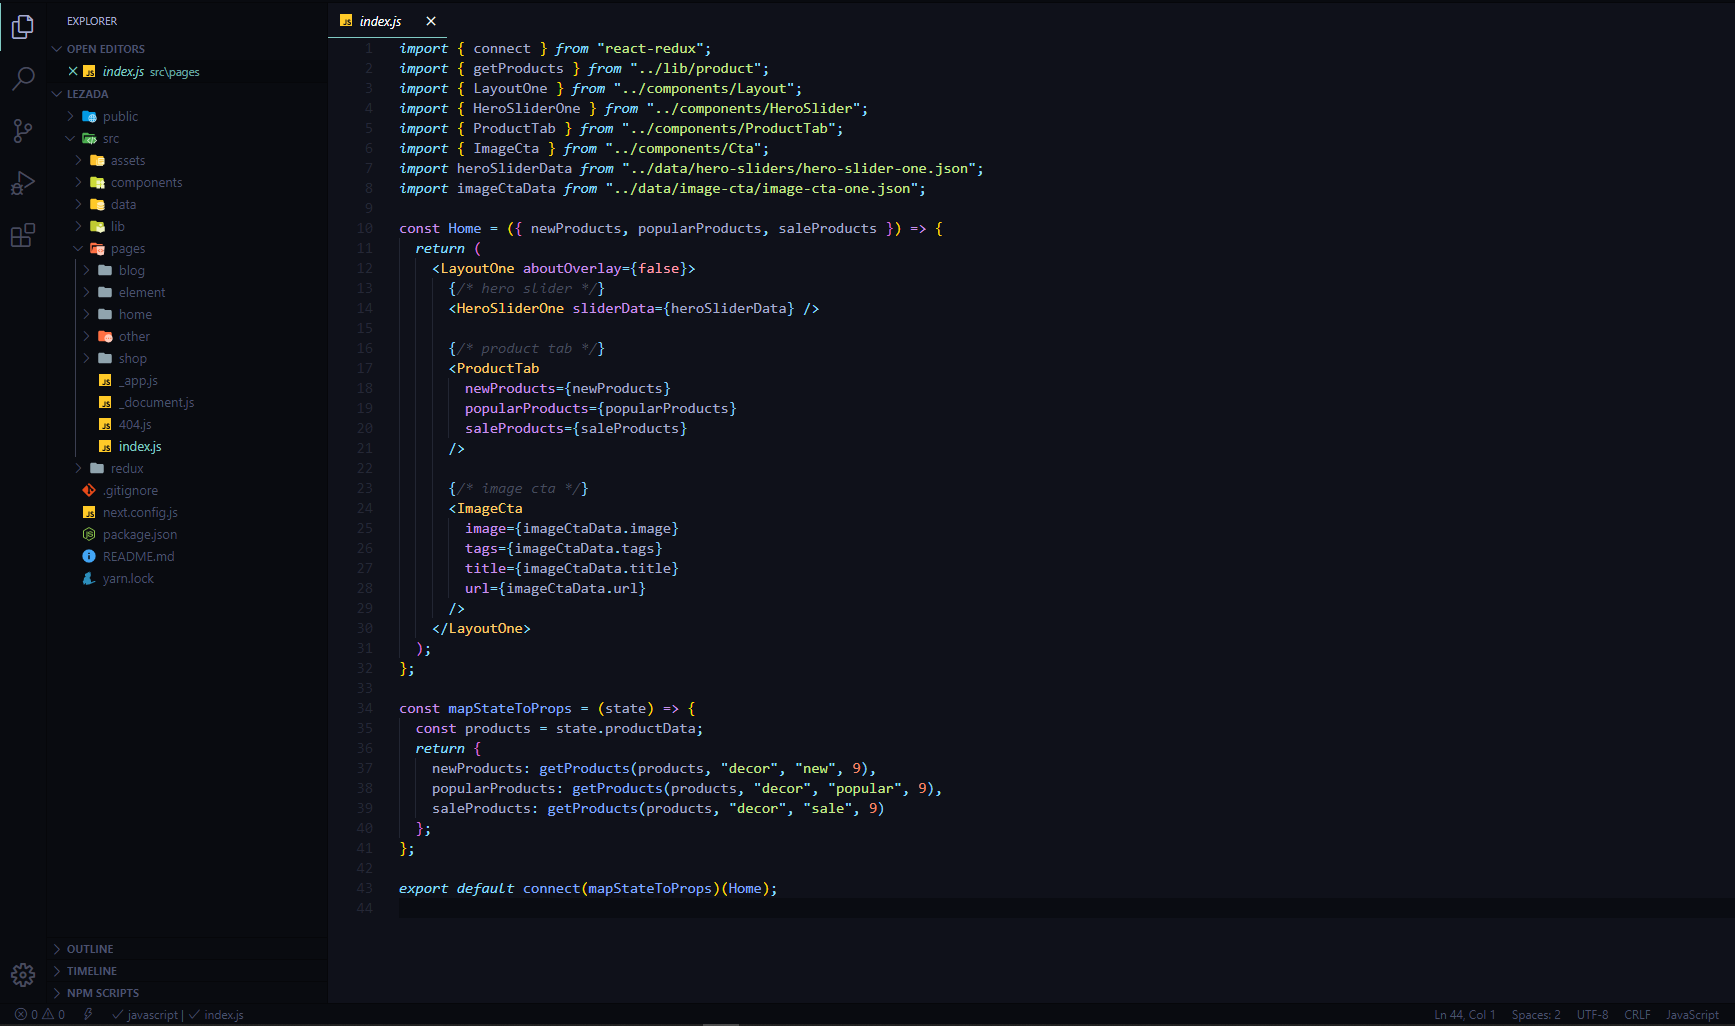 EXPLORER
OPEN EDITORS
index.js src\pages
LEZADA
public
src
assets
components
data
lib
pages
blog
element
home
other
shop
_app.js
_document.js
404.js
index.js
redux
.gitignore
next.config.js
package.json
README.md
yarn.lock
OUTLINE
TIMELINE
NPM SCRIPTS
index.js
1 import { connect } from "react-redux";
2 import { getProducts } from "../lib/product";
3 import { LayoutOne } from "../components/Layout";
4 import { HeroSliderOne } from "../components/HeroSlider";
5 import { ProductTab } from "../components/ProductTab";
6 import { ImageCta } from "../components/Cta";
7 import heroSliderData from "../data/hero-sliders/hero-slider-one.json";
8 import imageCtaData from "../data/image-cta/image-cta-one.json";
9
10 const Home = ({ newProducts, popularProducts, saleProducts }) => {
11   return (
12     <LayoutOne aboutOverlay={false}>
13       {/* hero slider */}
14       <HeroSliderOne sliderData={heroSliderData} />
15
16       {/* product tab */}
17       <ProductTab
18         newProducts={newProducts}
19         popularProducts={popularProducts}
20         saleProducts={saleProducts}
21       />
22
23       {/* image cta */}
24       <ImageCta
25         image={imageCtaData.image}
26         tags={imageCtaData.tags}
27         title={imageCtaData.title}
28         url={imageCtaData.url}
29       />
30     </LayoutOne>
31   );
32 };
33
34 const mapStateToProps = (state) => {
35   const products = state.productData;
36   return {
37     newProducts: getProducts(products, "decor", "new", 9),
38     popularProducts: getProducts(products, "decor", "popular", 9),
39     saleProducts: getProducts(products, "decor", "sale", 9)
40   };
41 };
42
43 export default connect(mapStateToProps)(Home);
44
0 0 javascript | index.js Ln 44, Col 1 Spaces: 2 UTF-8 CRLF JavaScript